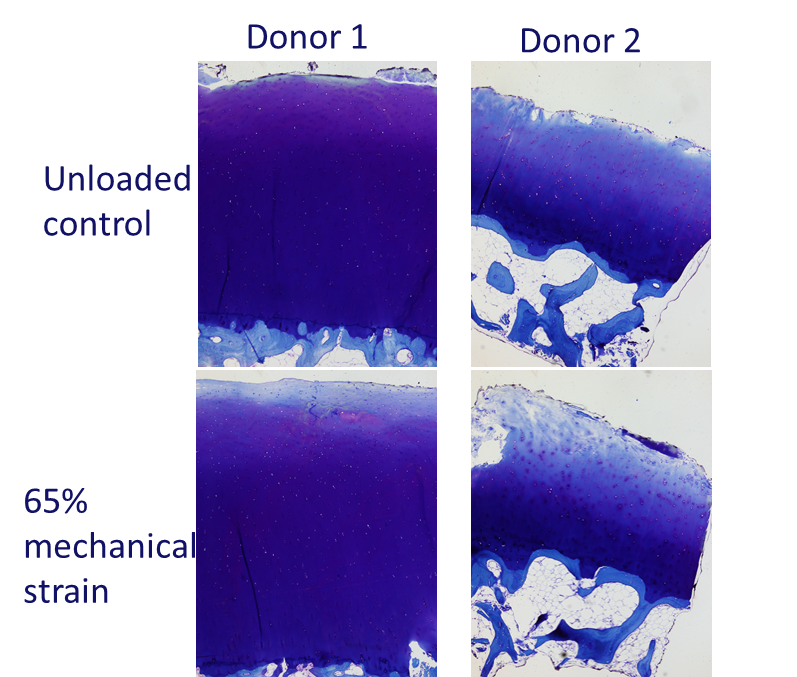 Donor 1
Donor 2
Unloaded
control
65%
mechanical
strain